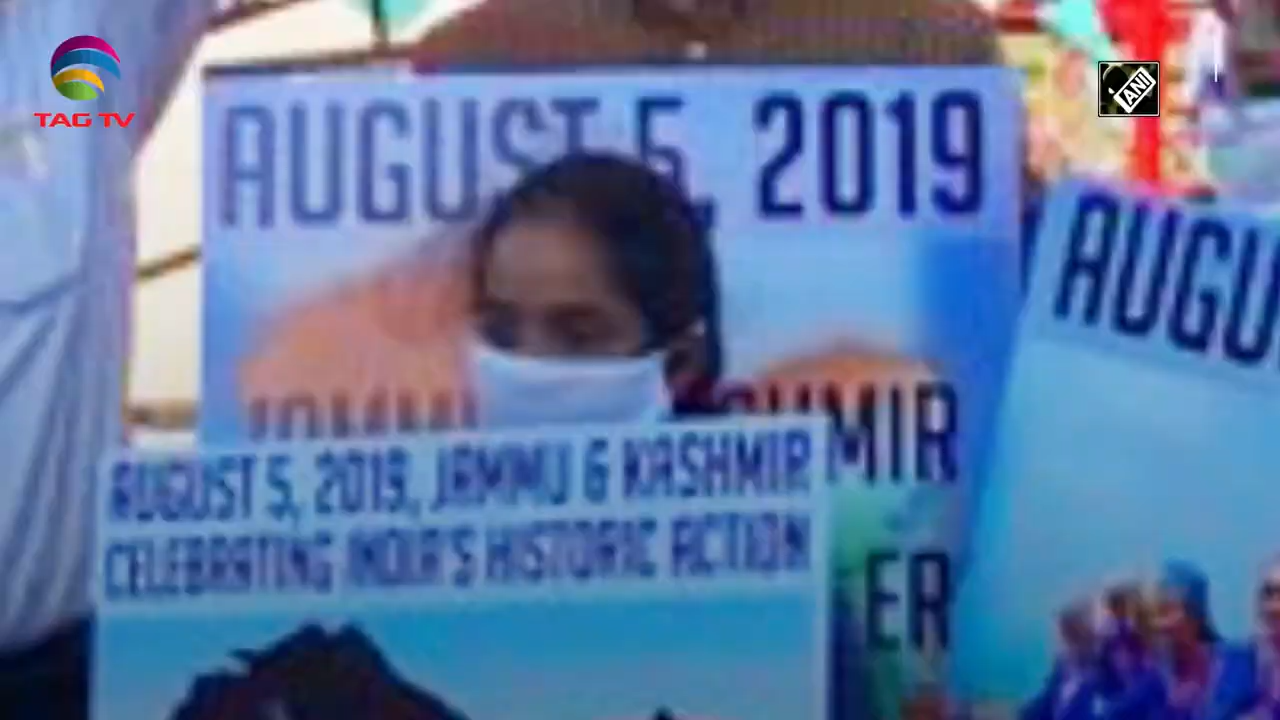 TAG TV
ANI
AUGUST 5, 2019
AUGU
MIR
ER
AUGUST 5, 2019, JAMMU & KASHMIR
CELEBRATING INDIA'S HISTORIC ACTION